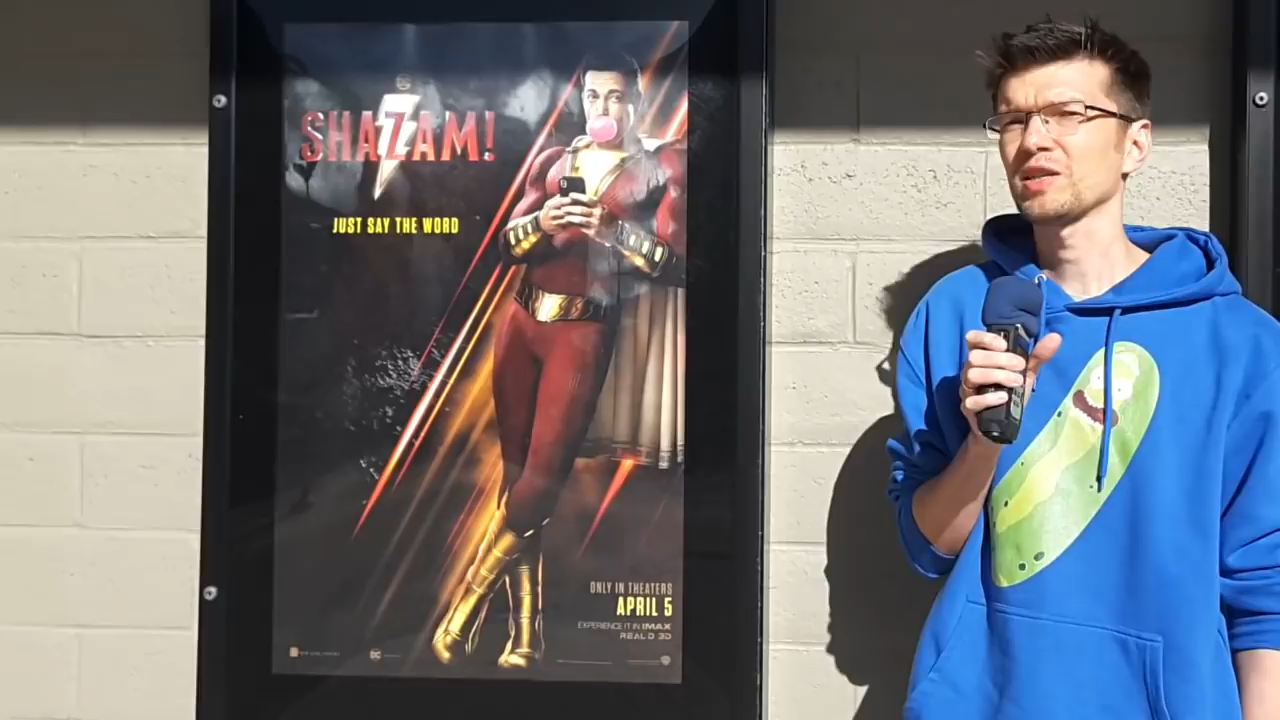 SHAZAM!
JUST SAY THE WORD
ONLY IN THEATERS
APRIL 5
EXPERIENCE IT IN IMAX
REAL D 3D